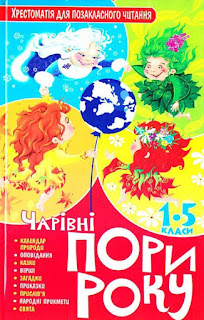 ХРЕСТОМАТІЯ ДЛЯ ПОЗАКЛАСНОГО ЧИТАННЯ
ЧАРІВНІ
1-5
КЛАСИ
ПОРИ
РОКУ
• КАЛЕНДАР
ПРИРОДИ
• ОПОВІДАННЯ
• КАЗКИ
• ВІРШІ
• ЗАГАДКИ
• ПРИКАЗКИ
• ПРИСЛІВ'Я
• НАРОДНІ ПРИКМЕТИ
• СВЯТА